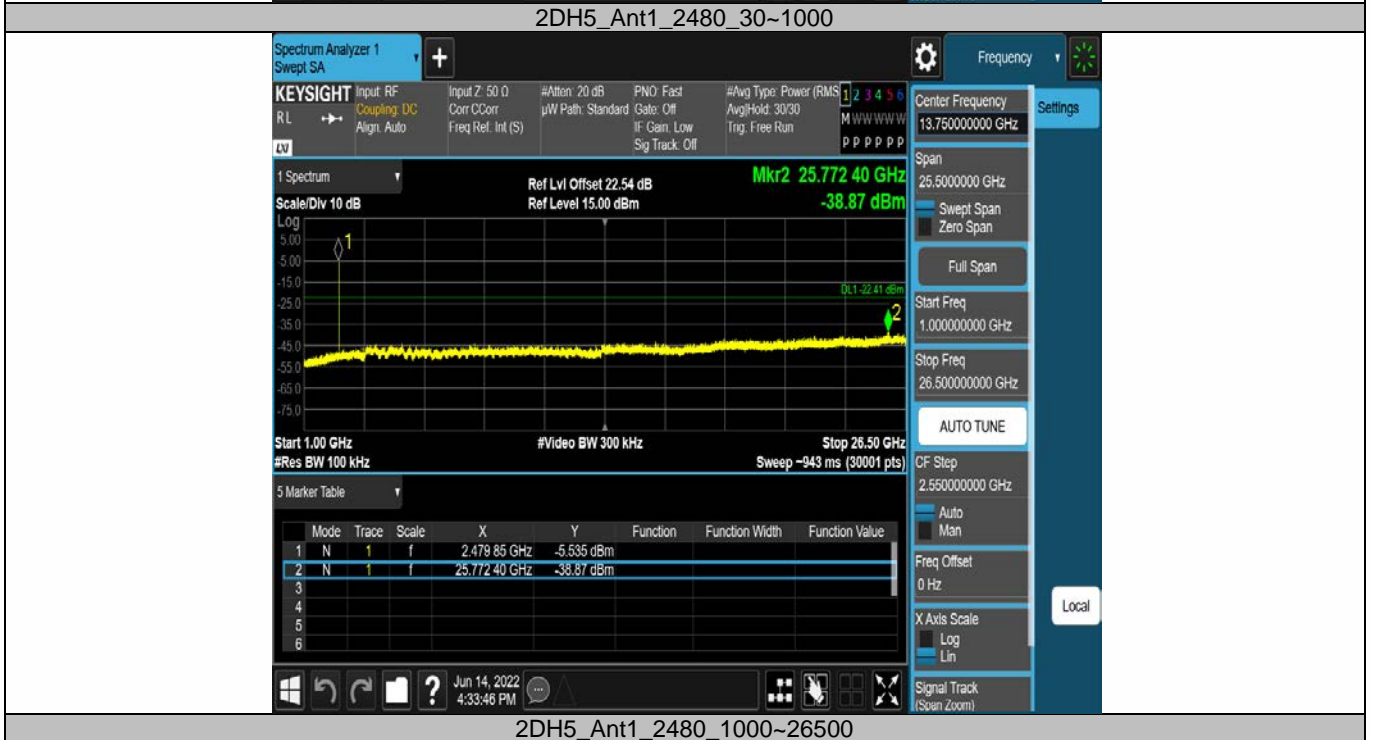 2DH5_Ant1_2480_30~1000
Spectrum Analyzer 1
Swept SA
+
Frequency
KEYSIGHT
RL
LXI
Input: RF
Coupling: DC
Align: Auto
Input Z: 50 Ω
Corr CCorr
Freq Ref: Int (S)
#Atten: 20 dB
µW Path: Standard
PNO: Fast
Gate: Off
IF Gain: Low
Sig Track: Off
#Avg Type: Power (RMS
Avg|Hold: 30/30
Trig: Free Run
1 2 3 4 5 6
M W W W W W
P P P P P P
1 Spectrum
Scale/Div 10 dB
Ref Lvl Offset 22.54 dB
Ref Level 15.00 dBm
Mkr2 25.772 40 GHz
-38.87 dBm
Log
5.00
-5.00
-15.0
-25.0
-35.0
-45.0
-55.0
-65.0
-75.0
1
DL1 -22.41 dBm
2
Start 1.00 GHz
#Video BW 300 kHz
Stop 26.50 GHz
#Res BW 100 kHz
Sweep ~943 ms (30001 pts)
5 Marker Table
Mode Trace Scale X Y Function Function Width Function Value
1 N 1 f 2.479 85 GHz -5.535 dBm
2 N 1 f 25.772 40 GHz -38.87 dBm
3
4
5
6
?
Jun 14, 2022
4:33:46 PM
Center Frequency
13.750000000 GHz
Settings
Span
25.5000000 GHz
Swept Span
Zero Span
Full Span
Start Freq
1.000000000 GHz
Stop Freq
26.500000000 GHz
AUTO TUNE
CF Step
2.550000000 GHz
Auto
Man
Freq Offset
0 Hz
Local
X Axis Scale
Log
Lin
Signal Track
(Span Zoom)
2DH5_Ant1_2480_1000~26500